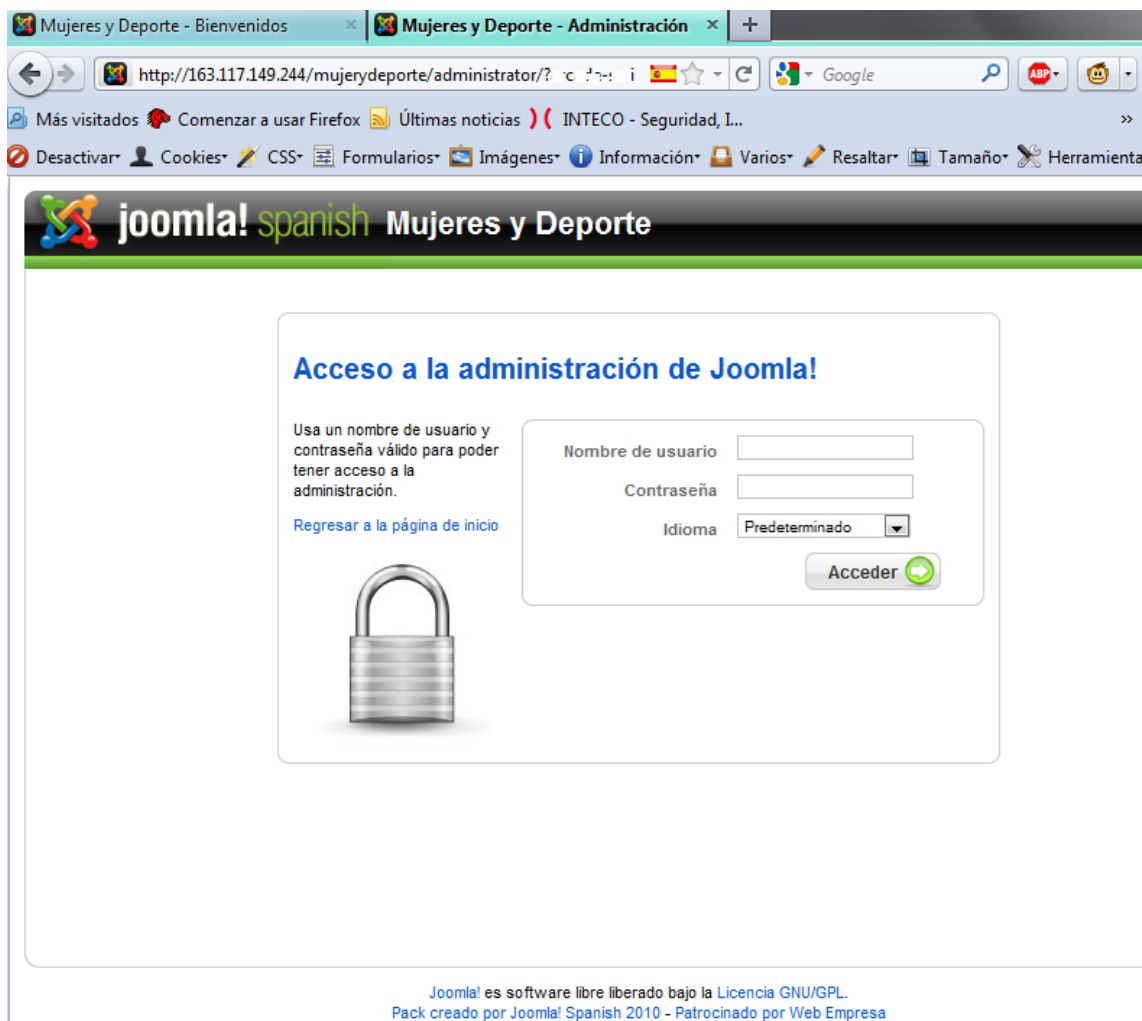 Mujeres y Deporte - Bienvenidos × Mujeres y Deporte - Administración × +
http://163.117.149.244/mujerydeporte/administrator/? Google ABP
Más visitados Comenzar a usar Firefox Últimas noticias INTECO - Seguridad, I... »
Desactivar Cookies CSS Formularios Imágenes Información Varios Resaltar Tamaño Herramienta
joomla! spanish Mujeres y Deporte
Acceso a la administración de Joomla!
Usa un nombre de usuario y
contraseña válido para poder
tener acceso a la
administración.
Regresar a la página de inicio
Nombre de usuario
Contraseña
Idioma Predeterminado
Acceder
Joomla! es software libre liberado bajo la Licencia GNU/GPL.
Pack creado por Joomla! Spanish 2010 - Patrocinado por Web Empresa